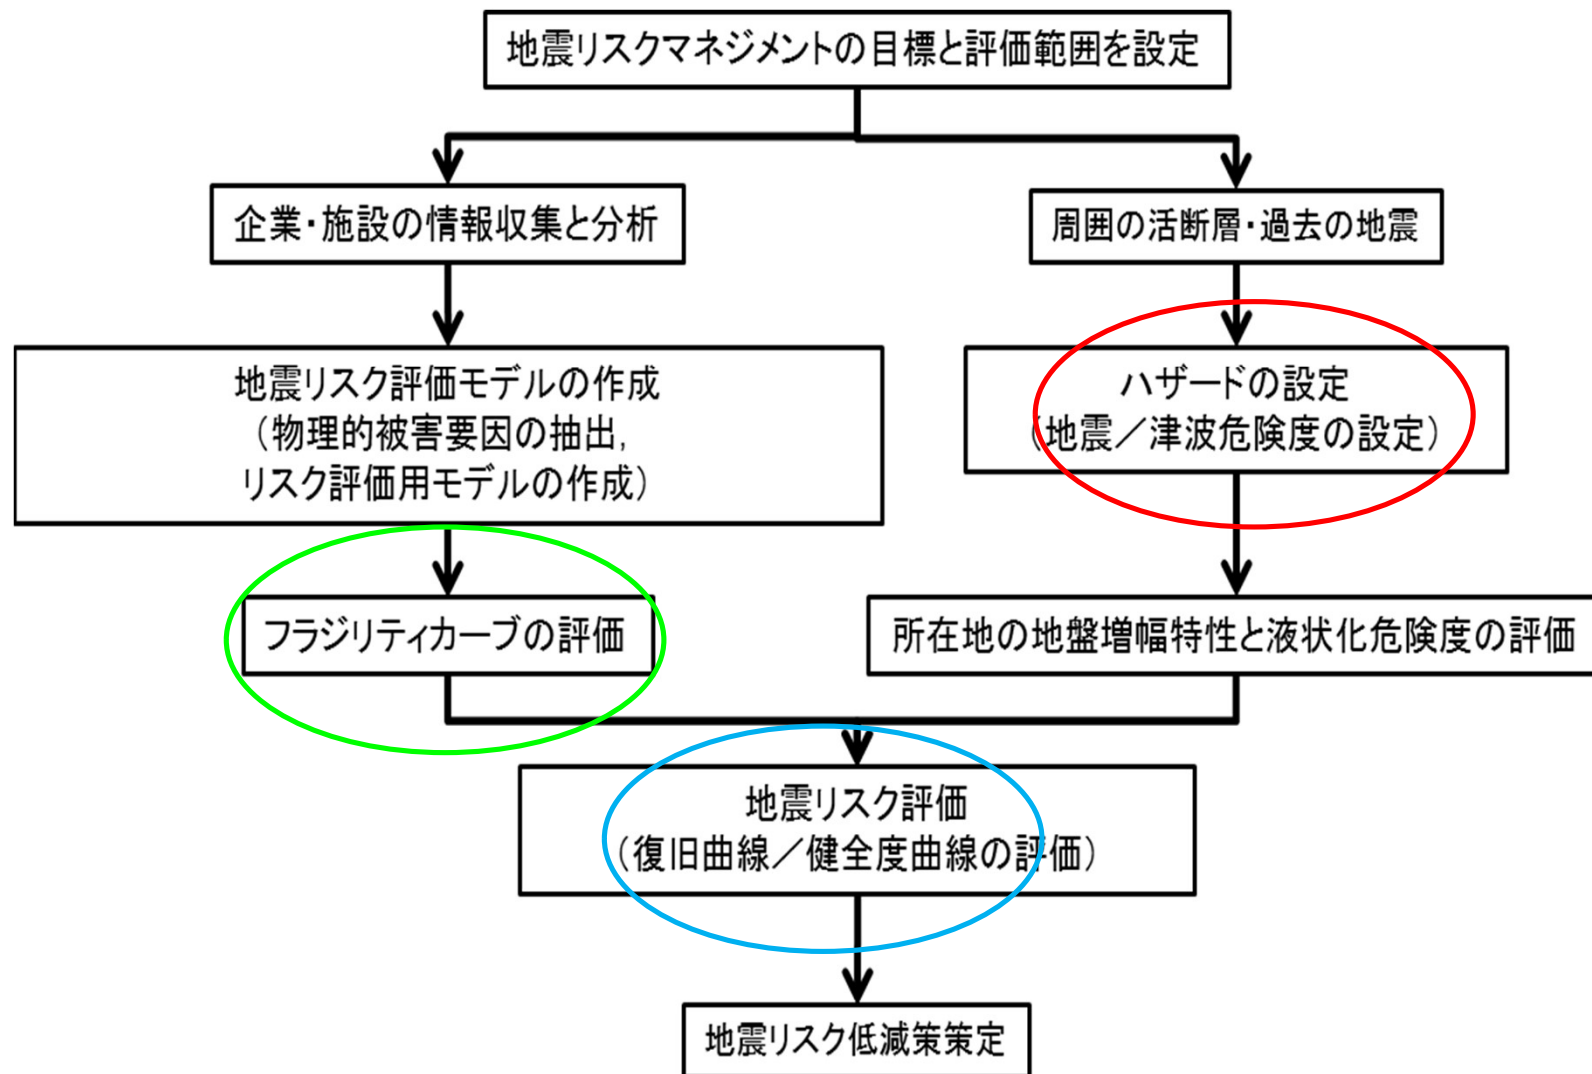 地震リスクマネジメントの目標と評価範囲を設定
企業・施設の情報収集と分析
周囲の活断層・過去の地震
地震リスク評価モデルの作成
（物理的被害要因の抽出,
リスク評価用モデルの作成）
ハザードの設定
（地震／津波危険度の設定）
フラジリティカーブの評価
所在地の地盤増幅特性と液状化危険度の評価
地震リスク評価
（復旧曲線／健全度曲線の評価）
地震リスク低減策策定